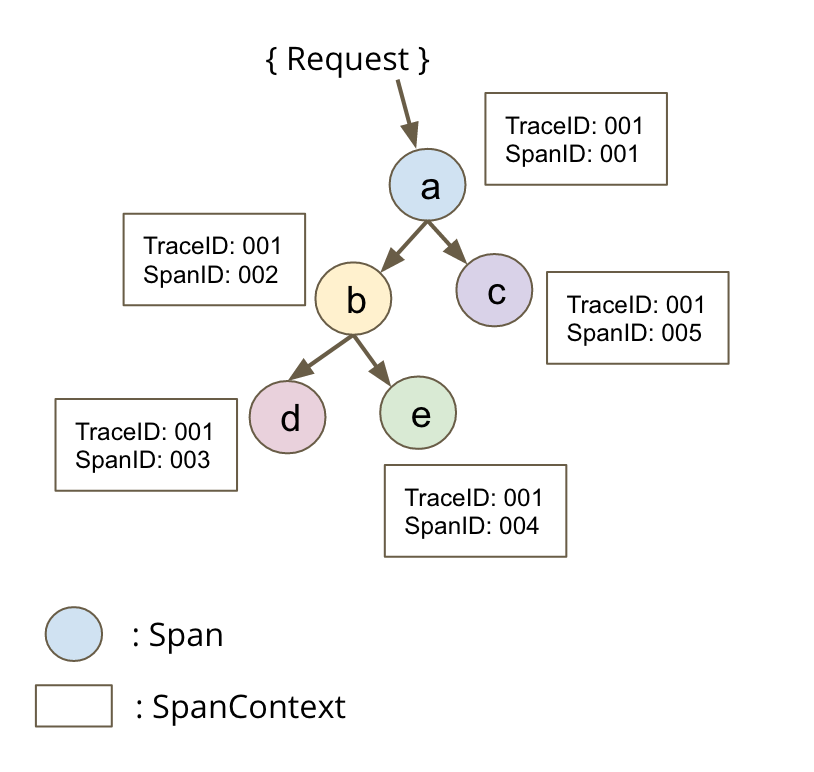 { Request }
TraceID: 001
SpanID: 001
a
TraceID: 001
SpanID: 002
b
c
TraceID: 001
SpanID: 005
d
e
TraceID: 001
SpanID: 003
TraceID: 001
SpanID: 004
: Span
: SpanContext